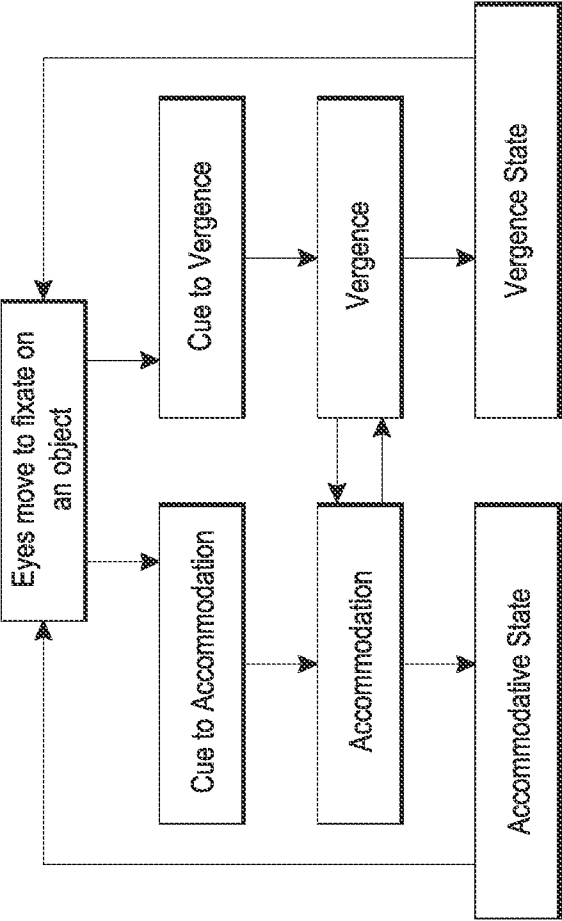 Eyes move to fixate on
an object
Cue to Accommodation
Cue to Vergence
Accommodation
Vergence
Accommodative State
Vergence State